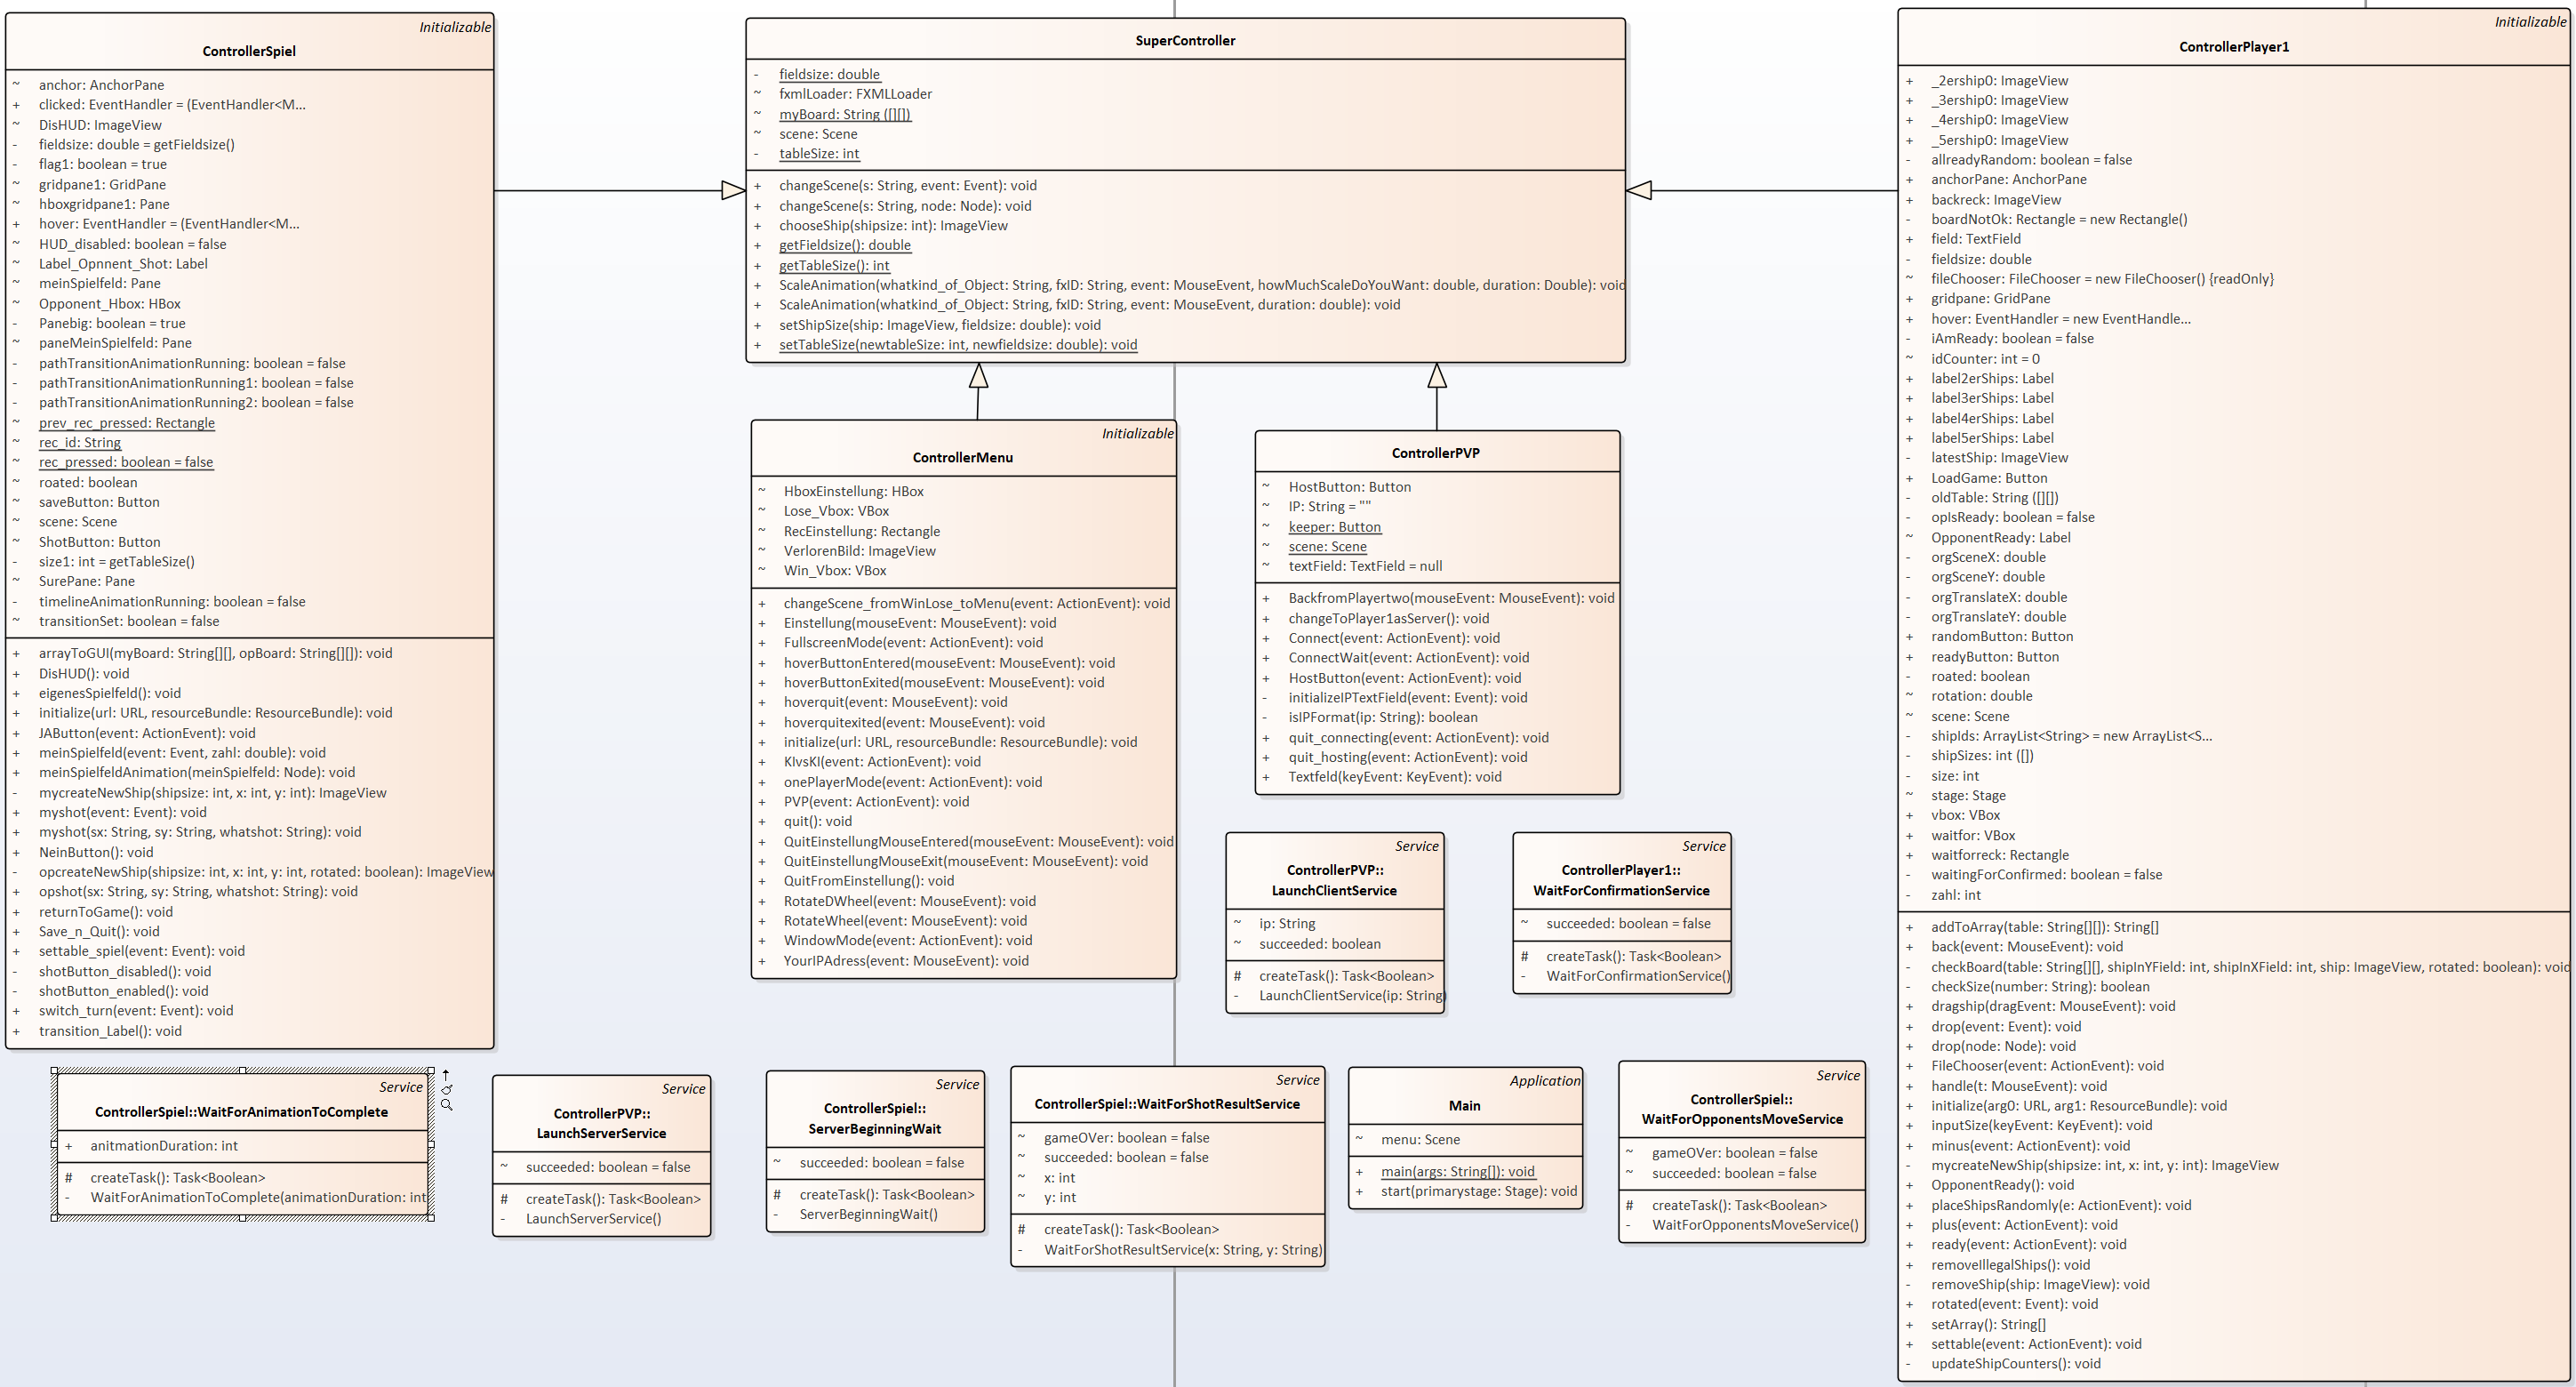 Initializable
ControllerSpiel
~ anchor: AnchorPane
+ clicked: EventHandler = (EventHandler<M...
~ DisHUD: ImageView
- fieldsize: double = getFieldsize()
- flag1: boolean = true
~ gridpane1: GridPane
~ hboxgridpane1: Pane
+ hover: EventHandler = (EventHandler<M...
~ HUD_disabled: boolean = false
~ Label_Opnnent_Shot: Label
~ meinSpielfeld: Pane
~ Opponent_Hbox: HBox
- Panebig: boolean = true
~ paneMeinSpielfeld: Pane
- pathTransitionAnimationRunning: boolean = false
- pathTransitionAnimationRunning1: boolean = false
- pathTransitionAnimationRunning2: boolean = false
~ prev_rec_pressed: Rectangle
~ rec_id: String
~ rec_pressed: boolean = false
~ roated: boolean
~ saveButton: Button
~ scene: Scene
~ ShotButton: Button
- size1: int = getTableSize()
~ SurePane: Pane
- timelineAnimationRunning: boolean = false
~ transitionSet: boolean = false
+ arrayToGUI(myBoard: String[][], opBoard: String[][]): void
+ DisHUD(): void
+ eigenesSpielfeld(): void
+ initialize(url: URL, resourceBundle: ResourceBundle): void
+ JAButton(event: ActionEvent): void
+ meinSpielfeld(event: Event, zahl: double): void
+ meinSpielfeldAnimation(meinSpielfeld: Node): void
- mycreateNewShip(shipsize: int, x: int, y: int): ImageView
+ myshot(event: Event): void
+ myshot(sx: String, sy: String, whatshot: String): void
+ NeinButton(): void
- opcreateNewShip(shipsize: int, x: int, y: int, rotated: boolean): ImageView
+ opshot(sx: String, sy: String, whatshot: String): void
+ returnToGame(): void
+ Save_n_Quit(): void
+ settable_spiel(event: Event): void
- shotButton_disabled(): void
- shotButton_enabled(): void
+ switch_turn(event: Event): void
+ transition_Label(): void
SuperController
- fieldsize: double
~ fxmlLoader: FXMLLoader
~ myBoard: String ([][])
~ scene: Scene
- tableSize: int
+ changeScene(s: String, event: Event): void
+ changeScene(s: String, node: Node): void
+ chooseShip(shipsize: int): ImageView
+ getFieldsize(): double
+ getTableSize(): int
+ ScaleAnimation(whatkind_of_Object: String, fxID: String, event: MouseEvent, howMuchScaleDoYouWant: double, duration: Double): void
+ ScaleAnimation(whatkind_of_Object: String, fxID: String, event: MouseEvent, duration: double): void
+ setShipSize(ship: ImageView, fieldsize: double): void
+ setTableSize(newtableSize: int, newfieldsize: double): void
Initializable
ControllerMenu
~ HboxEinstellung: HBox
~ Lose_Vbox: VBox
~ RecEinstellung: Rectangle
~ VerlorenBild: ImageView
~ Win_Vbox: VBox
+ changeScene_fromWinLose_toMenu(event: ActionEvent): void
+ Einstellung(mouseEvent: MouseEvent): void
+ FullscreenMode(event: ActionEvent): void
+ hoverButtonEntered(mouseEvent: MouseEvent): void
+ hoverButtonExited(mouseEvent: MouseEvent): void
+ hoverquit(event: MouseEvent): void
+ hoverquitexited(event: MouseEvent): void
+ initialize(url: URL, resourceBundle: ResourceBundle): void
+ KIvsKI(event: ActionEvent): void
+ onePlayerMode(event: ActionEvent): void
+ PVP(event: ActionEvent): void
+ quit(): void
+ QuitEinstellungMouseEntered(mouseEvent: MouseEvent): void
+ QuitEinstellungMouseExit(mouseEvent: MouseEvent): void
+ QuitFromEinstellung(): void
+ RotateDWheel(event: MouseEvent): void
+ RotateWheel(event: MouseEvent): void
+ WindowMode(event: ActionEvent): void
+ YourIPAdress(event: MouseEvent): void
ControllerPVP
~ HostButton: Button
~ IP: String = ""
~ keeper: Button
~ scene: Scene
~ textField: TextField = null
+ BackfromPlayertwo(mouseEvent: MouseEvent): void
+ changeToPlayer1asServer(): void
+ Connect(event: ActionEvent): void
+ ConnectWait(event: ActionEvent): void
+ HostButton(event: ActionEvent): void
- initializeIPTextField(event: Event): void
- isIPFormat(ip: String): boolean
+ quit_connecting(event: ActionEvent): void
+ quit_hosting(event: ActionEvent): void
+ Textfeld(keyEvent: KeyEvent): void
Service
ControllerPVP::
LaunchClientService
~ ip: String
~ succeeded: boolean
# createTask(): Task<Boolean>
- LaunchClientService(ip: String)
Service
ControllerPlayer1::
WaitForConfirmationService
~ succeeded: boolean = false
# createTask(): Task<Boolean>
- WaitForConfirmationService()
Initializable
ControllerPlayer1
+ _2ership0: ImageView
+ _3ership0: ImageView
+ _4ership0: ImageView
+ _5ership0: ImageView
- allreadyRandom: boolean = false
+ anchorPane: AnchorPane
+ backreck: ImageView
- boardNotOk: Rectangle = new Rectangle()
+ field: TextField
- fieldsize: double
~ fileChooser: FileChooser = new FileChooser() {readOnly}
+ gridpane: GridPane
+ hover: EventHandler = new EventHandle...
- iAmReady: boolean = false
~ idCounter: int = 0
+ label2erShips: Label
+ label3erShips: Label
+ label4erShips: Label
+ label5erShips: Label
- latestShip: ImageView
+ LoadGame: Button
- oldTable: String ([][])
- opIsReady: boolean = false
~ OpponentReady: Label
- orgSceneX: double
- orgSceneY: double
- orgTranslateX: double
- orgTranslateY: double
+ randomButton: Button
+ readyButton: Button
- roated: boolean
~ rotation: double
~ scene: Scene
- shipIds: ArrayList<String> = new ArrayList<S...
- shipSizes: int ([])
- size: int
~ stage: Stage
+ vbox: VBox
+ waitfor: VBox
+ waitforreck: Rectangle
- waitingForConfirmed: boolean = false
- zahl: int
+ addToArray(table: String[][]): String[]
+ back(event: MouseEvent): void
- checkBoard(table: String[][], shipInYField: int, shipInXField: int, ship: ImageView, rotated: boolean): void
- checkSize(number: String): boolean
+ dragship(dragEvent: MouseEvent): void
+ drop(event: Event): void
+ drop(node: Node): void
+ FileChooser(event: ActionEvent): void
+ handle(t: MouseEvent): void
+ initialize(arg0: URL, arg1: ResourceBundle): void
+ inputSize(keyEvent: KeyEvent): void
+ minus(event: ActionEvent): void
- mycreateNewShip(shipsize: int, x: int, y: int): ImageView
+ OpponentReady(): void
+ placeShipsRandomly(e: ActionEvent): void
+ plus(event: ActionEvent): void
+ ready(event: ActionEvent): void
+ removeIllegalShips(): void
- removeShip(ship: ImageView): void
+ rotated(event: Event): void
+ setArray(): String[]
+ settable(event: ActionEvent): void
- updateShipCounters(): void
Service
ControllerSpiel::WaitForAnimationToComplete
+ anitmationDuration: int
# createTask(): Task<Boolean>
- WaitForAnimationToComplete(animationDuration: int
Service
ControllerPVP::
LaunchServerService
~ succeeded: boolean = false
# createTask(): Task<Boolean>
- LaunchServerService()
Service
ControllerSpiel::
ServerBeginningWait
~ succeeded: boolean = false
# createTask(): Task<Boolean>
- ServerBeginningWait()
Service
ControllerSpiel::WaitForShotResultService
~ gameOVer: boolean = false
~ succeeded: boolean = false
~ x: int
~ y: int
# createTask(): Task<Boolean>
- WaitForShotResultService(x: String, y: String)
Application
Main
~ menu: Scene
+ main(args: String[]): void
+ start(primarystage: Stage): void
Service
ControllerSpiel::
WaitForOpponentsMoveService
~ gameOVer: boolean = false
~ succeeded: boolean = false
# createTask(): Task<Boolean>
- WaitForOpponentsMoveService()